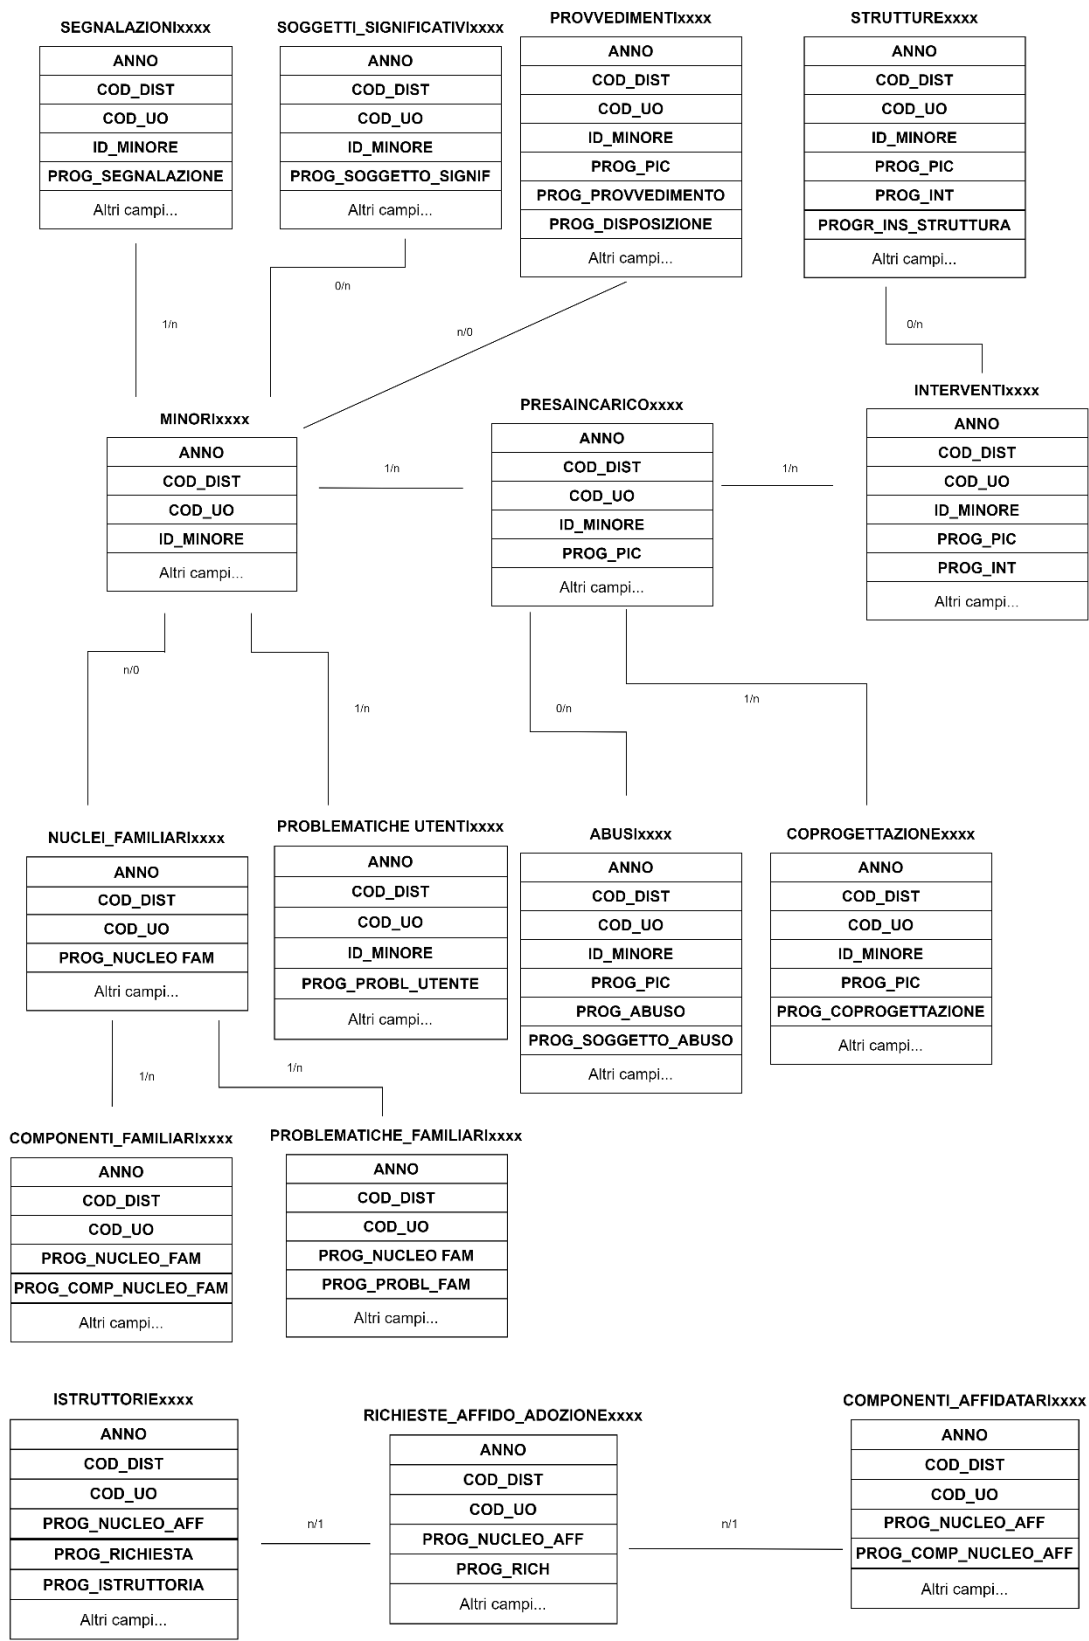 SEGNALAZIONIxxxx
ANNO
COD_DIST
COD_UO
ID_MINORE
PROG_SEGNALAZIONE
Altri campi...
SOGGETTI_SIGNIFICATIVIxxxx
ANNO
COD_DIST
COD_UO
ID_MINORE
PROG_SOGGETTO_SIGNIF
Altri campi...
PROVVEDIMENTIxxxx
ANNO
COD_DIST
COD_UO
ID_MINORE
PROG_PIC
PROG_PROVVEDIMENTO
PROG_DISPOSIZIONE
Altri campi...
STRUTTURExxxx
ANNO
COD_DIST
COD_UO
ID_MINORE
PROG_PIC
PROG_INT
PROGR_INS_STRUTTURA
Altri campi...
1/n
0/n
n/0
0/n
MINORIxxxx
ANNO
COD_DIST
COD_UO
ID_MINORE
Altri campi...
1/n
PRESAINCARICOxxxx
ANNO
COD_DIST
COD_UO
ID_MINORE
PROG_PIC
Altri campi...
1/n
INTERVENTIxxxx
ANNO
COD_DIST
COD_UO
ID_MINORE
PROG_PIC
PROG_INT
Altri campi...
n/0
1/n
0/n
1/n
NUCLEI_FAMILIARIxxxx
ANNO
COD_DIST
COD_UO
PROG_NUCLEO FAM
Altri campi...
PROBLEMATICHE UTENTIxxxx
ANNO
COD_DIST
COD_UO
ID_MINORE
PROG_PROBL_UTENTE
Altri campi...
ABUSIxxxx
ANNO
COD_DIST
COD_UO
ID_MINORE
PROG_PIC
PROG_ABUSO
PROG_SOGGETTO_ABUSO
Altri campi...
COPROGETTAZIONExxxx
ANNO
COD_DIST
COD_UO
ID_MINORE
PROG_PIC
PROG_COPROGETTAZIONE
Altri campi...
1/n
1/n
COMPONENTI_FAMILIARIxxxx
ANNO
COD_DIST
COD_UO
PROG_NUCLEO_FAM
PROG_COMP_NUCLEO_FAM
Altri campi...
PROBLEMATICHE_FAMILIARIxxxx
ANNO
COD_DIST
COD_UO
PROG_NUCLEO FAM
PROG_PROBL_FAM
Altri campi...
ISTRUTTORIExxxx
ANNO
COD_DIST
COD_UO
PROG_NUCLEO_AFF
PROG_RICHIESTA
PROG_ISTRUTTORIA
Altri campi...
n/1
RICHIESTE_AFFIDO_ADOZIONExxxx
ANNO
COD_DIST
COD_UO
PROG_NUCLEO_AFF
PROG_RICH
Altri campi...
n/1
COMPONENTI_AFFIDATARIxxxx
ANNO
COD_DIST
COD_UO
PROG_NUCLEO_AFF
PROG_COMP_NUCLEO_AFF
Altri campi...